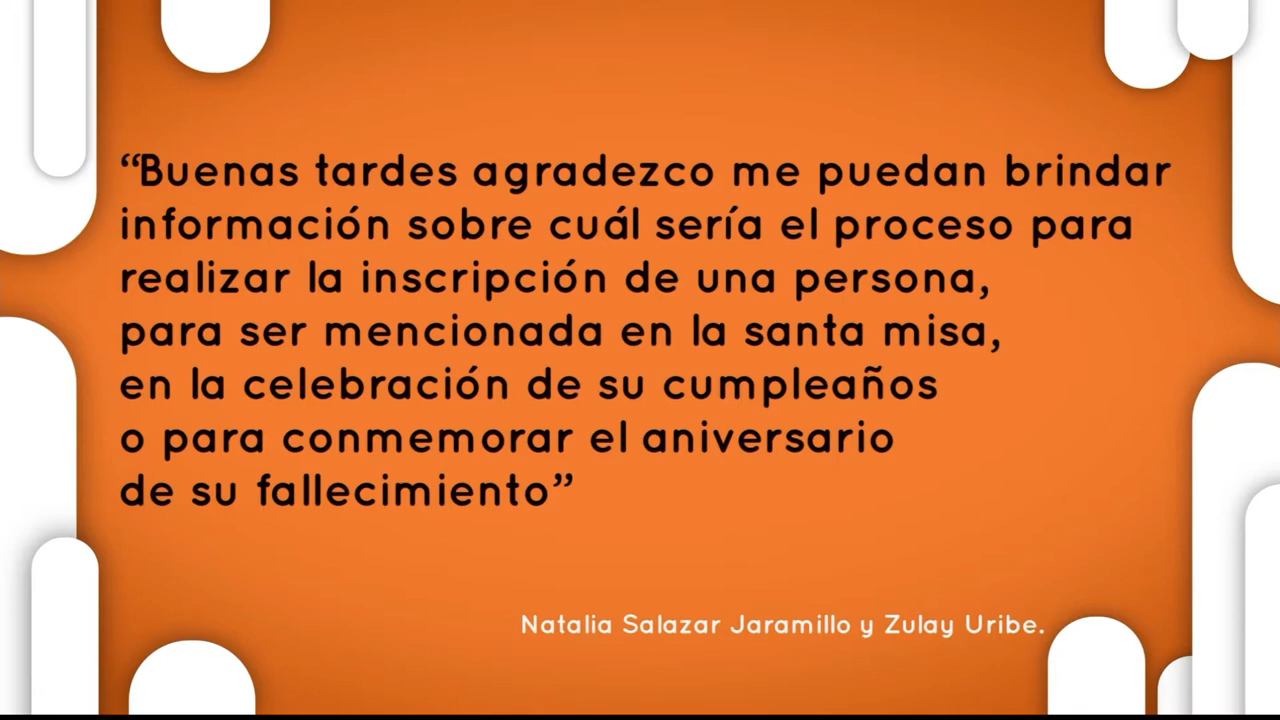 “Buenas tardes agradezco me puedan brindar
información sobre cuál sería el proceso para
realizar la inscripción de una persona,
para ser mencionada en la santa misa,
en la celebración de su cumpleaños
o para conmemorar el aniversario
de su fallecimiento”
Natalia Salazar Jaramillo y Zulay Uribe.